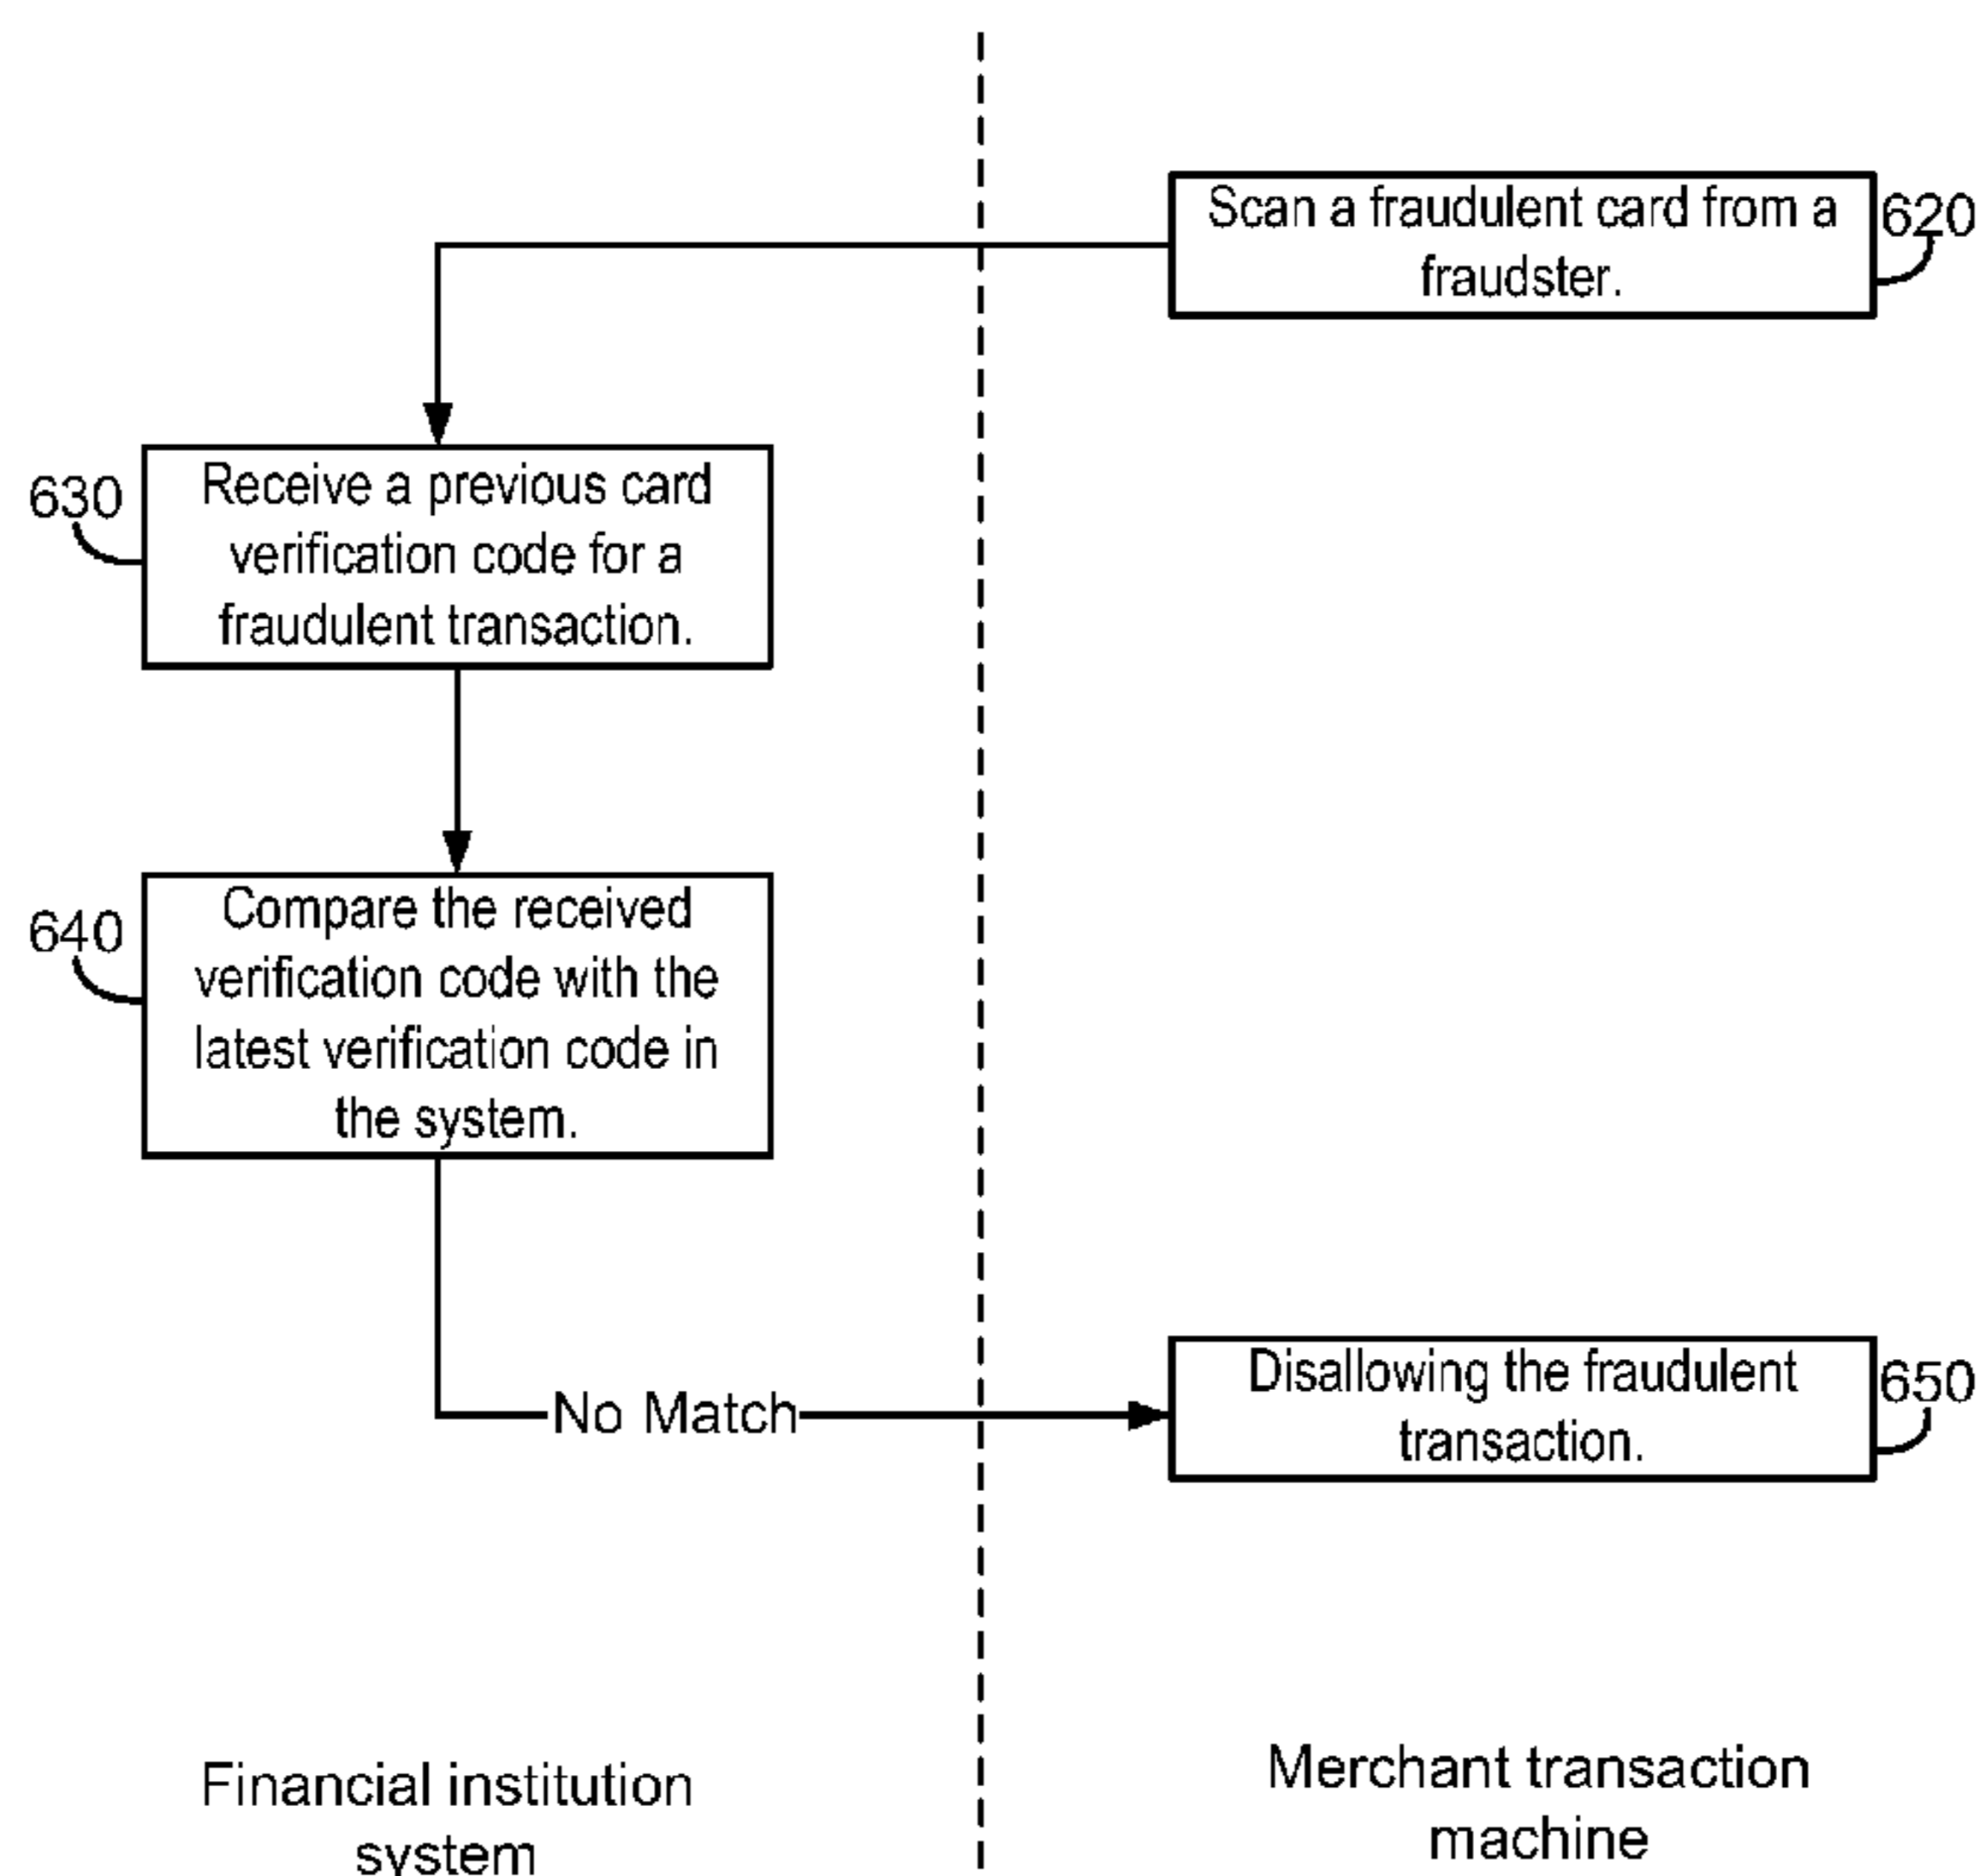 Scan a fraudulent card from a
fraudster.
620
630
Receive a previous card
verification code for a
fraudulent transaction.
640
Compare the received
verification code with the
latest verification code in
the system.
No Match
Disallowing the fraudulent
transaction.
650
Financial institution
system
Merchant transaction
machine